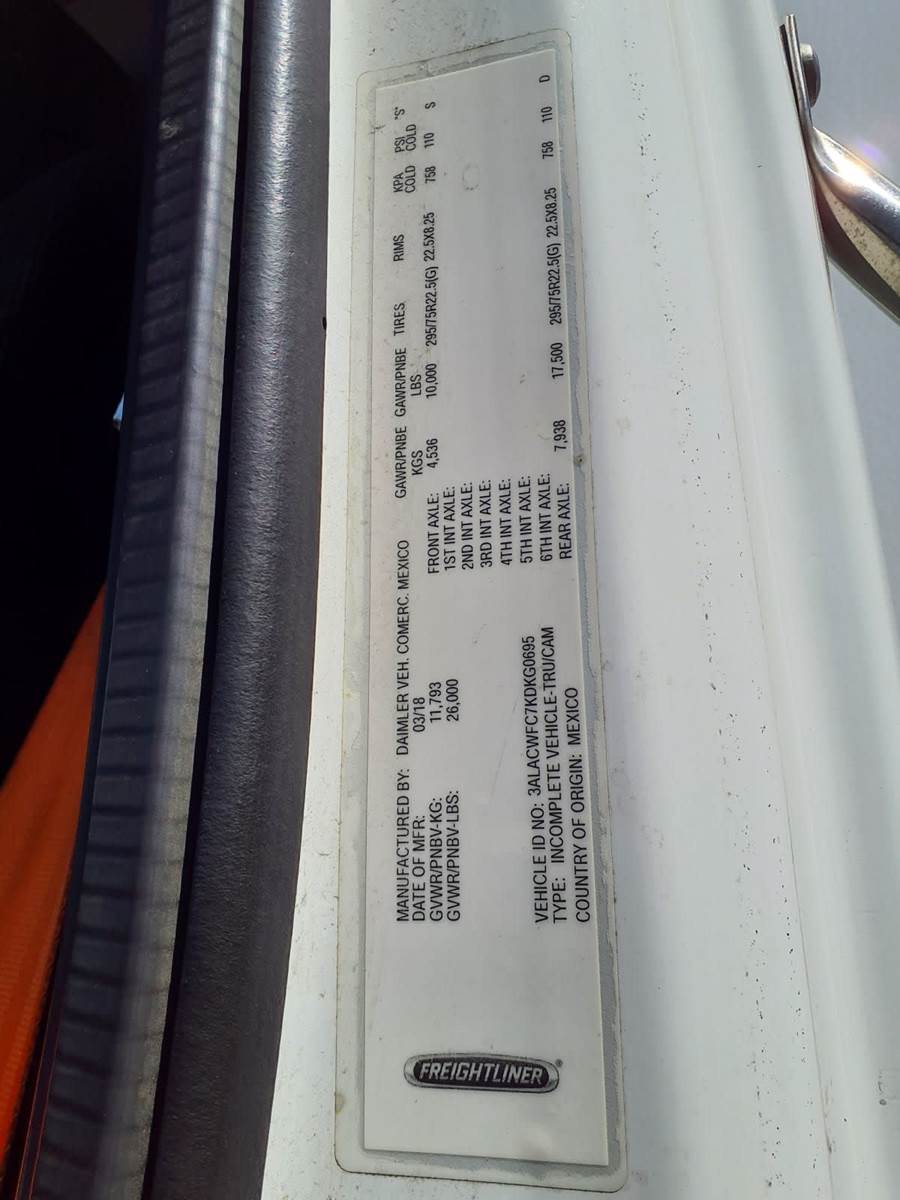 FREIGHTLINER®
MANUFACTURED BY: DAIMLER VEH. COMERC. MEXICO
DATE OF MFR: 03/18
GVWR/PNBV-KG: 11,793
GVWR/PNBV-LBS: 26,000
VEHICLE ID NO: 3ALACWFC7KDKG0695
TYPE: INCOMPLETE VEHICLE-TRU/CAM
COUNTRY OF ORIGIN: MEXICO
GAWR/PNBE GAWR/PNBE TIRES RIMS KPA PSI "S"
KGS LBS COLD COLD
FRONT AXLE: 4,536 10,000 295/75R22.5(G) 22.5X8.25 758 110 S
1ST INT AXLE:
2ND INT AXLE:
3RD INT AXLE:
4TH INT AXLE:
5TH INT AXLE:
6TH INT AXLE:
REAR AXLE: 7,938 17,500 295/75R22.5(G) 22.5X8.25 758 110 D